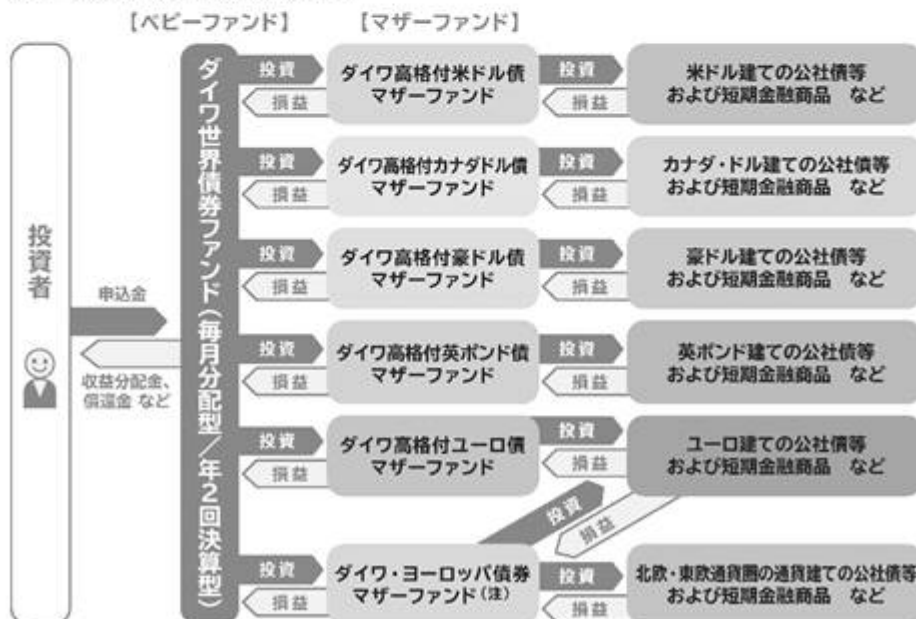 【ベビーファンド】
【マザーファンド】
投資者
申込金
収益分配金、
償還金 など
ダイワ世界債券ファンド（毎月分配型／年2回決算型）
投資
損益
ダイワ高格付米ドル債
マザーファンド
投資
損益
米ドル建ての公社債等
および短期金融商品 など
投資
損益
ダイワ高格付カナダドル債
マザーファンド
投資
損益
カナダ・ドル建ての公社債等
および短期金融商品 など
投資
損益
ダイワ高格付豪ドル債
マザーファンド
投資
損益
豪ドル建ての公社債等
および短期金融商品 など
投資
損益
ダイワ高格付英ポンド債
マザーファンド
投資
損益
英ポンド建ての公社債等
および短期金融商品 など
投資
損益
ダイワ高格付ユーロ債
マザーファンド
投資
損益
ユーロ建ての公社債等
および短期金融商品 など
投資
損益
投資
損益
ダイワ・ヨーロッパ債券
マザーファンド（注）
投資
損益
北欧・東欧通貨圏の通貨建ての公社債等
および短期金融商品 など